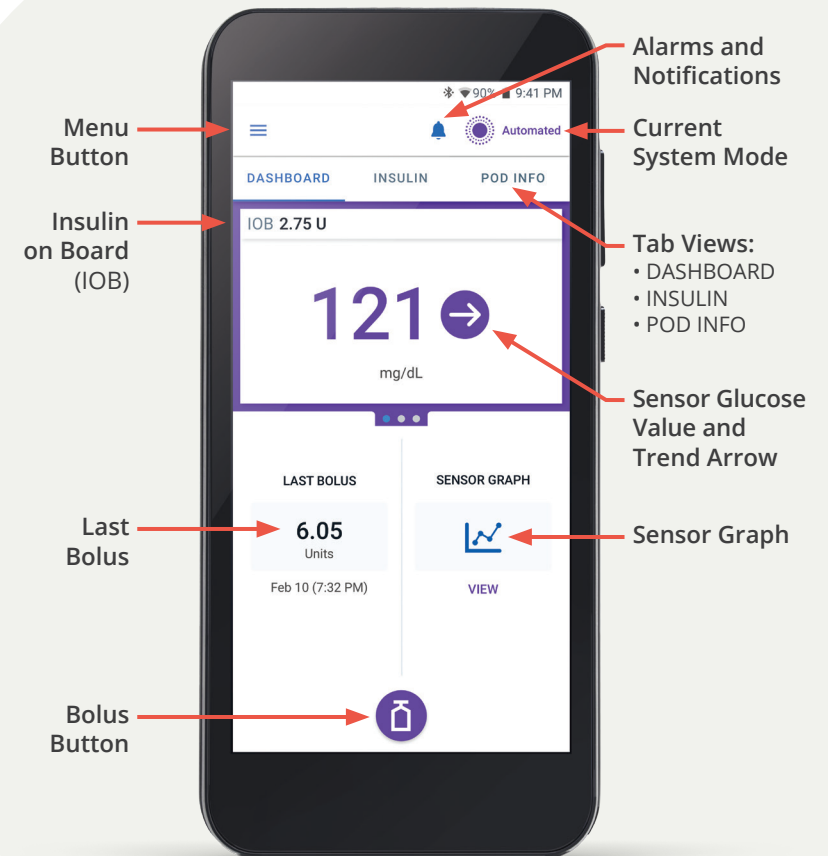 Alarms and
Notifications
90% 9:41 PM
Menu
Button
Automated
Current
System Mode
DASHBOARD INSULIN POD INFO
Insulin
on Board
(IOB)
IOB 2.75 U
Tab Views:
• DASHBOARD
• INSULIN
• POD INFO
121
mg/dL
Sensor Glucose
Value and
Trend Arrow
LAST BOLUS
SENSOR GRAPH
Last
Bolus
6.05
Units
Sensor Graph
Feb 10 (7:32 PM)
VIEW
Bolus
Button